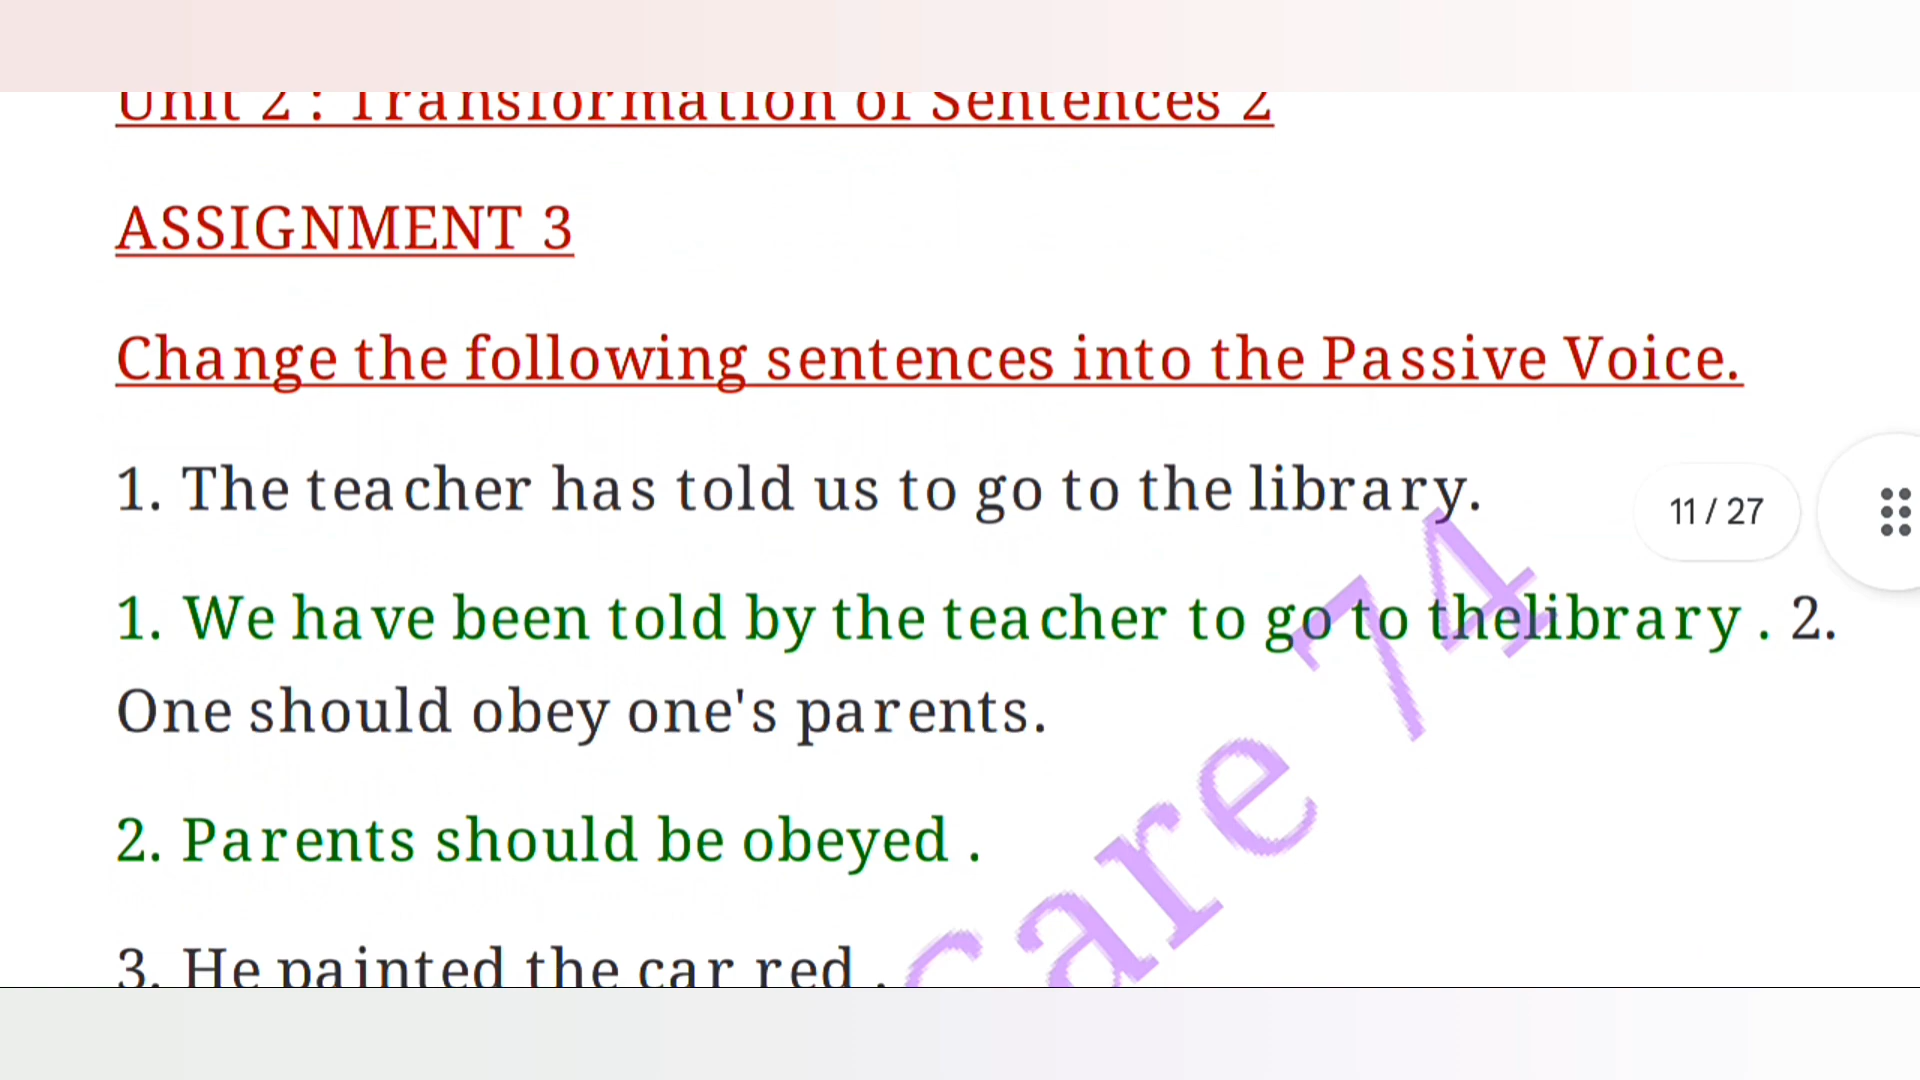 Unit 2 : Transformation of Sentences 2
ASSIGNMENT 3
Change the following sentences into the Passive Voice.
1. The teacher has told us to go to the library.
11 / 27
1. We have been told by the teacher to go to thelibrary . 2.
One should obey one's parents.
2. Parents should be obeyed .
3. He painted the car red .
Care 74